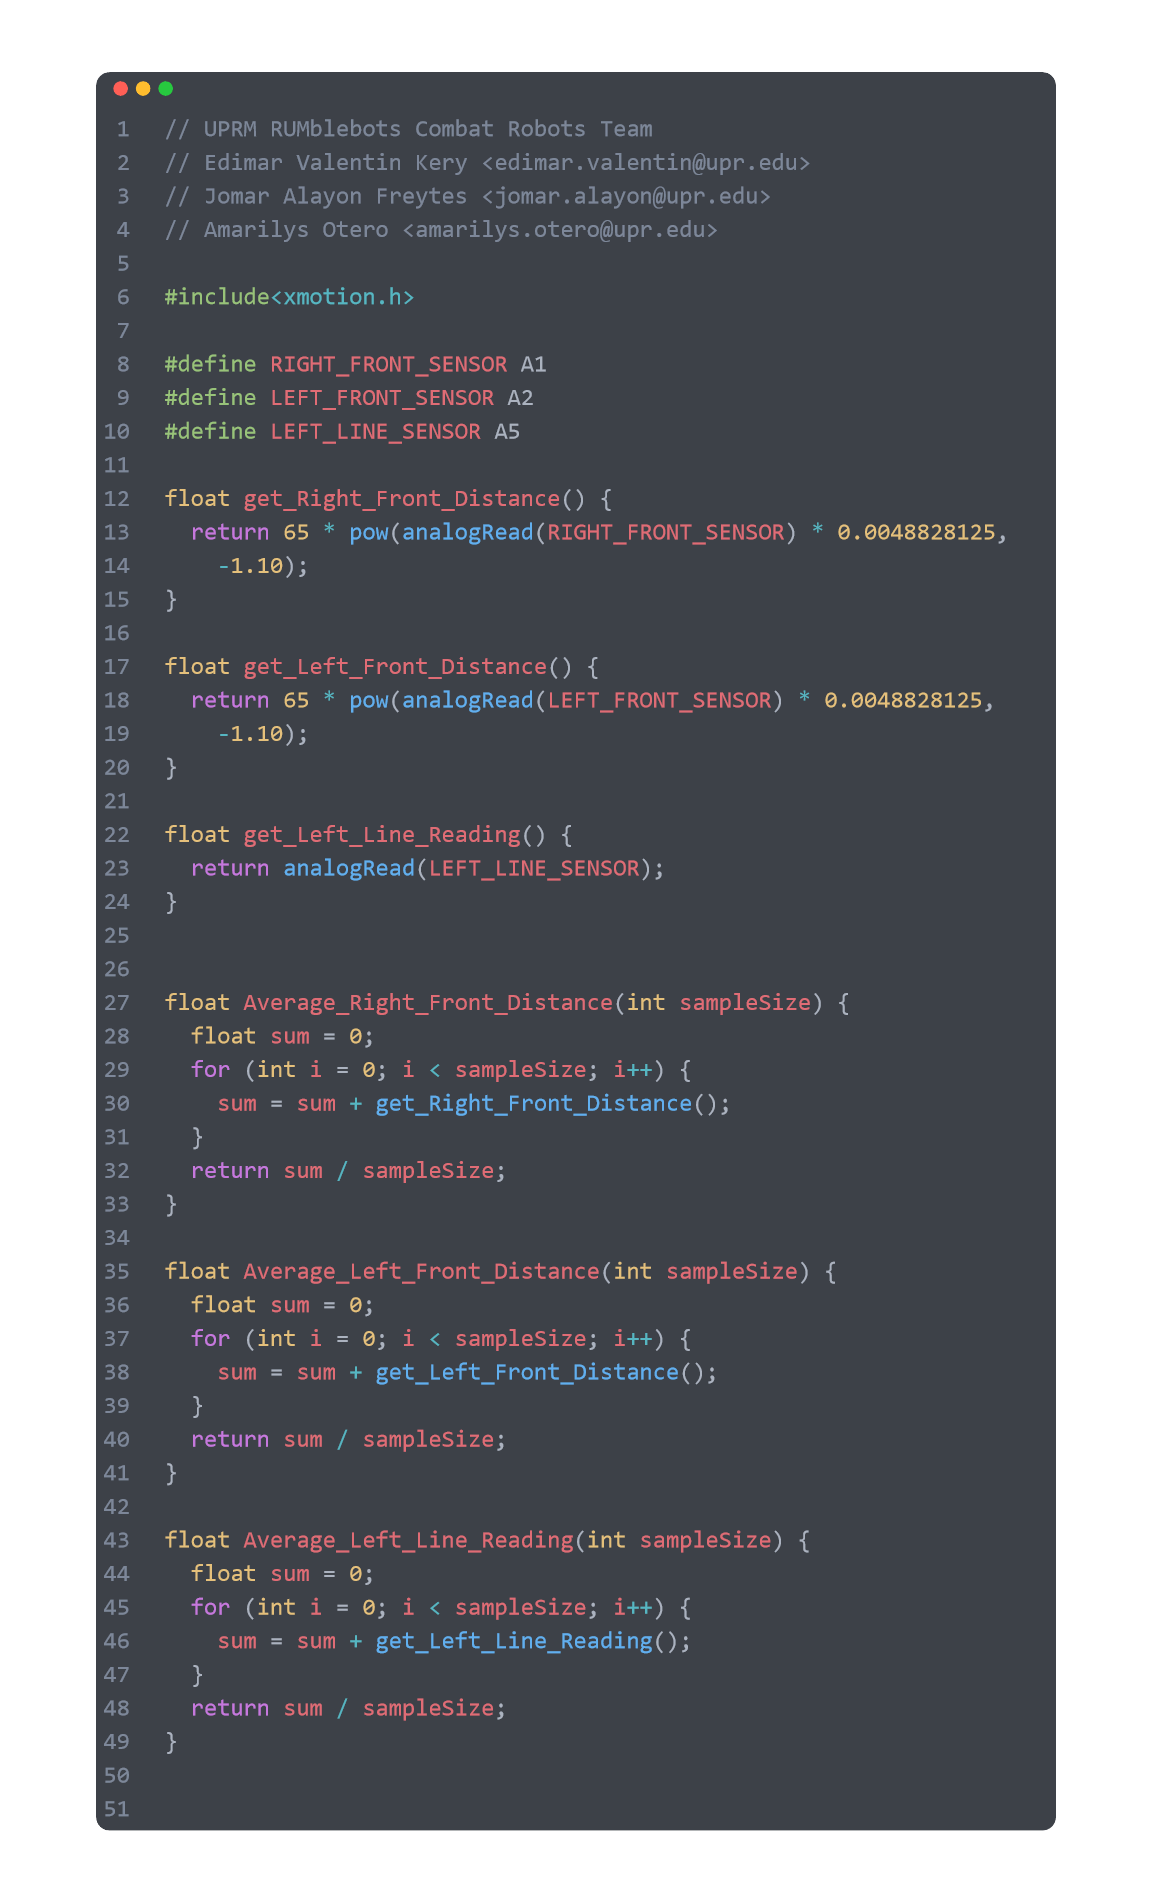 1 // UPRM RUMblebots Combat Robots Team
2 // Edimar Valentin Kery <edimar.valentin@upr.edu>
3 // Jomar Alayon Freytes <jomar.alayon@upr.edu>
4 // Amarilys Otero <amarilys.otero@upr.edu>
5
6 #include<xmotion.h>
7
8 #define RIGHT_FRONT_SENSOR A1
9 #define LEFT_FRONT_SENSOR A2
10 #define LEFT_LINE_SENSOR A5
11
12 float get_Right_Front_Distance() {
13   return 65 * pow(analogRead(RIGHT_FRONT_SENSOR) * 0.0048828125,
14     -1.10);
15 }
16
17 float get_Left_Front_Distance() {
18   return 65 * pow(analogRead(LEFT_FRONT_SENSOR) * 0.0048828125,
19     -1.10);
20 }
21
22 float get_Left_Line_Reading() {
23   return analogRead(LEFT_LINE_SENSOR);
24 }
25
26
27 float Average_Right_Front_Distance(int sampleSize) {
28   float sum = 0;
29   for (int i = 0; i < sampleSize; i++) {
30     sum = sum + get_Right_Front_Distance();
31   }
32   return sum / sampleSize;
33 }
34
35 float Average_Left_Front_Distance(int sampleSize) {
36   float sum = 0;
37   for (int i = 0; i < sampleSize; i++) {
38     sum = sum + get_Left_Front_Distance();
39   }
40   return sum / sampleSize;
41 }
42
43 float Average_Left_Line_Reading(int sampleSize) {
44   float sum = 0;
45   for (int i = 0; i < sampleSize; i++) {
46     sum = sum + get_Left_Line_Reading();
47   }
48   return sum / sampleSize;
49 }
50
51